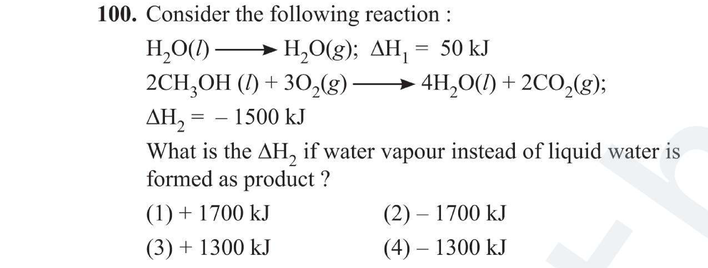 100. Consider the following reaction :
H₂O(l) ⟶ H₂O(g); ΔH₁ = 50 kJ
2CH₃OH (l) + 3O₂(g) ⟶ 4H₂O(l) + 2CO₂(g);
ΔH₂ = – 1500 kJ
What is the ΔH₂ if water vapour instead of liquid water is
formed as product ?
(1) + 1700 kJ (2) – 1700 kJ
(3) + 1300 kJ (4) – 1300 kJ